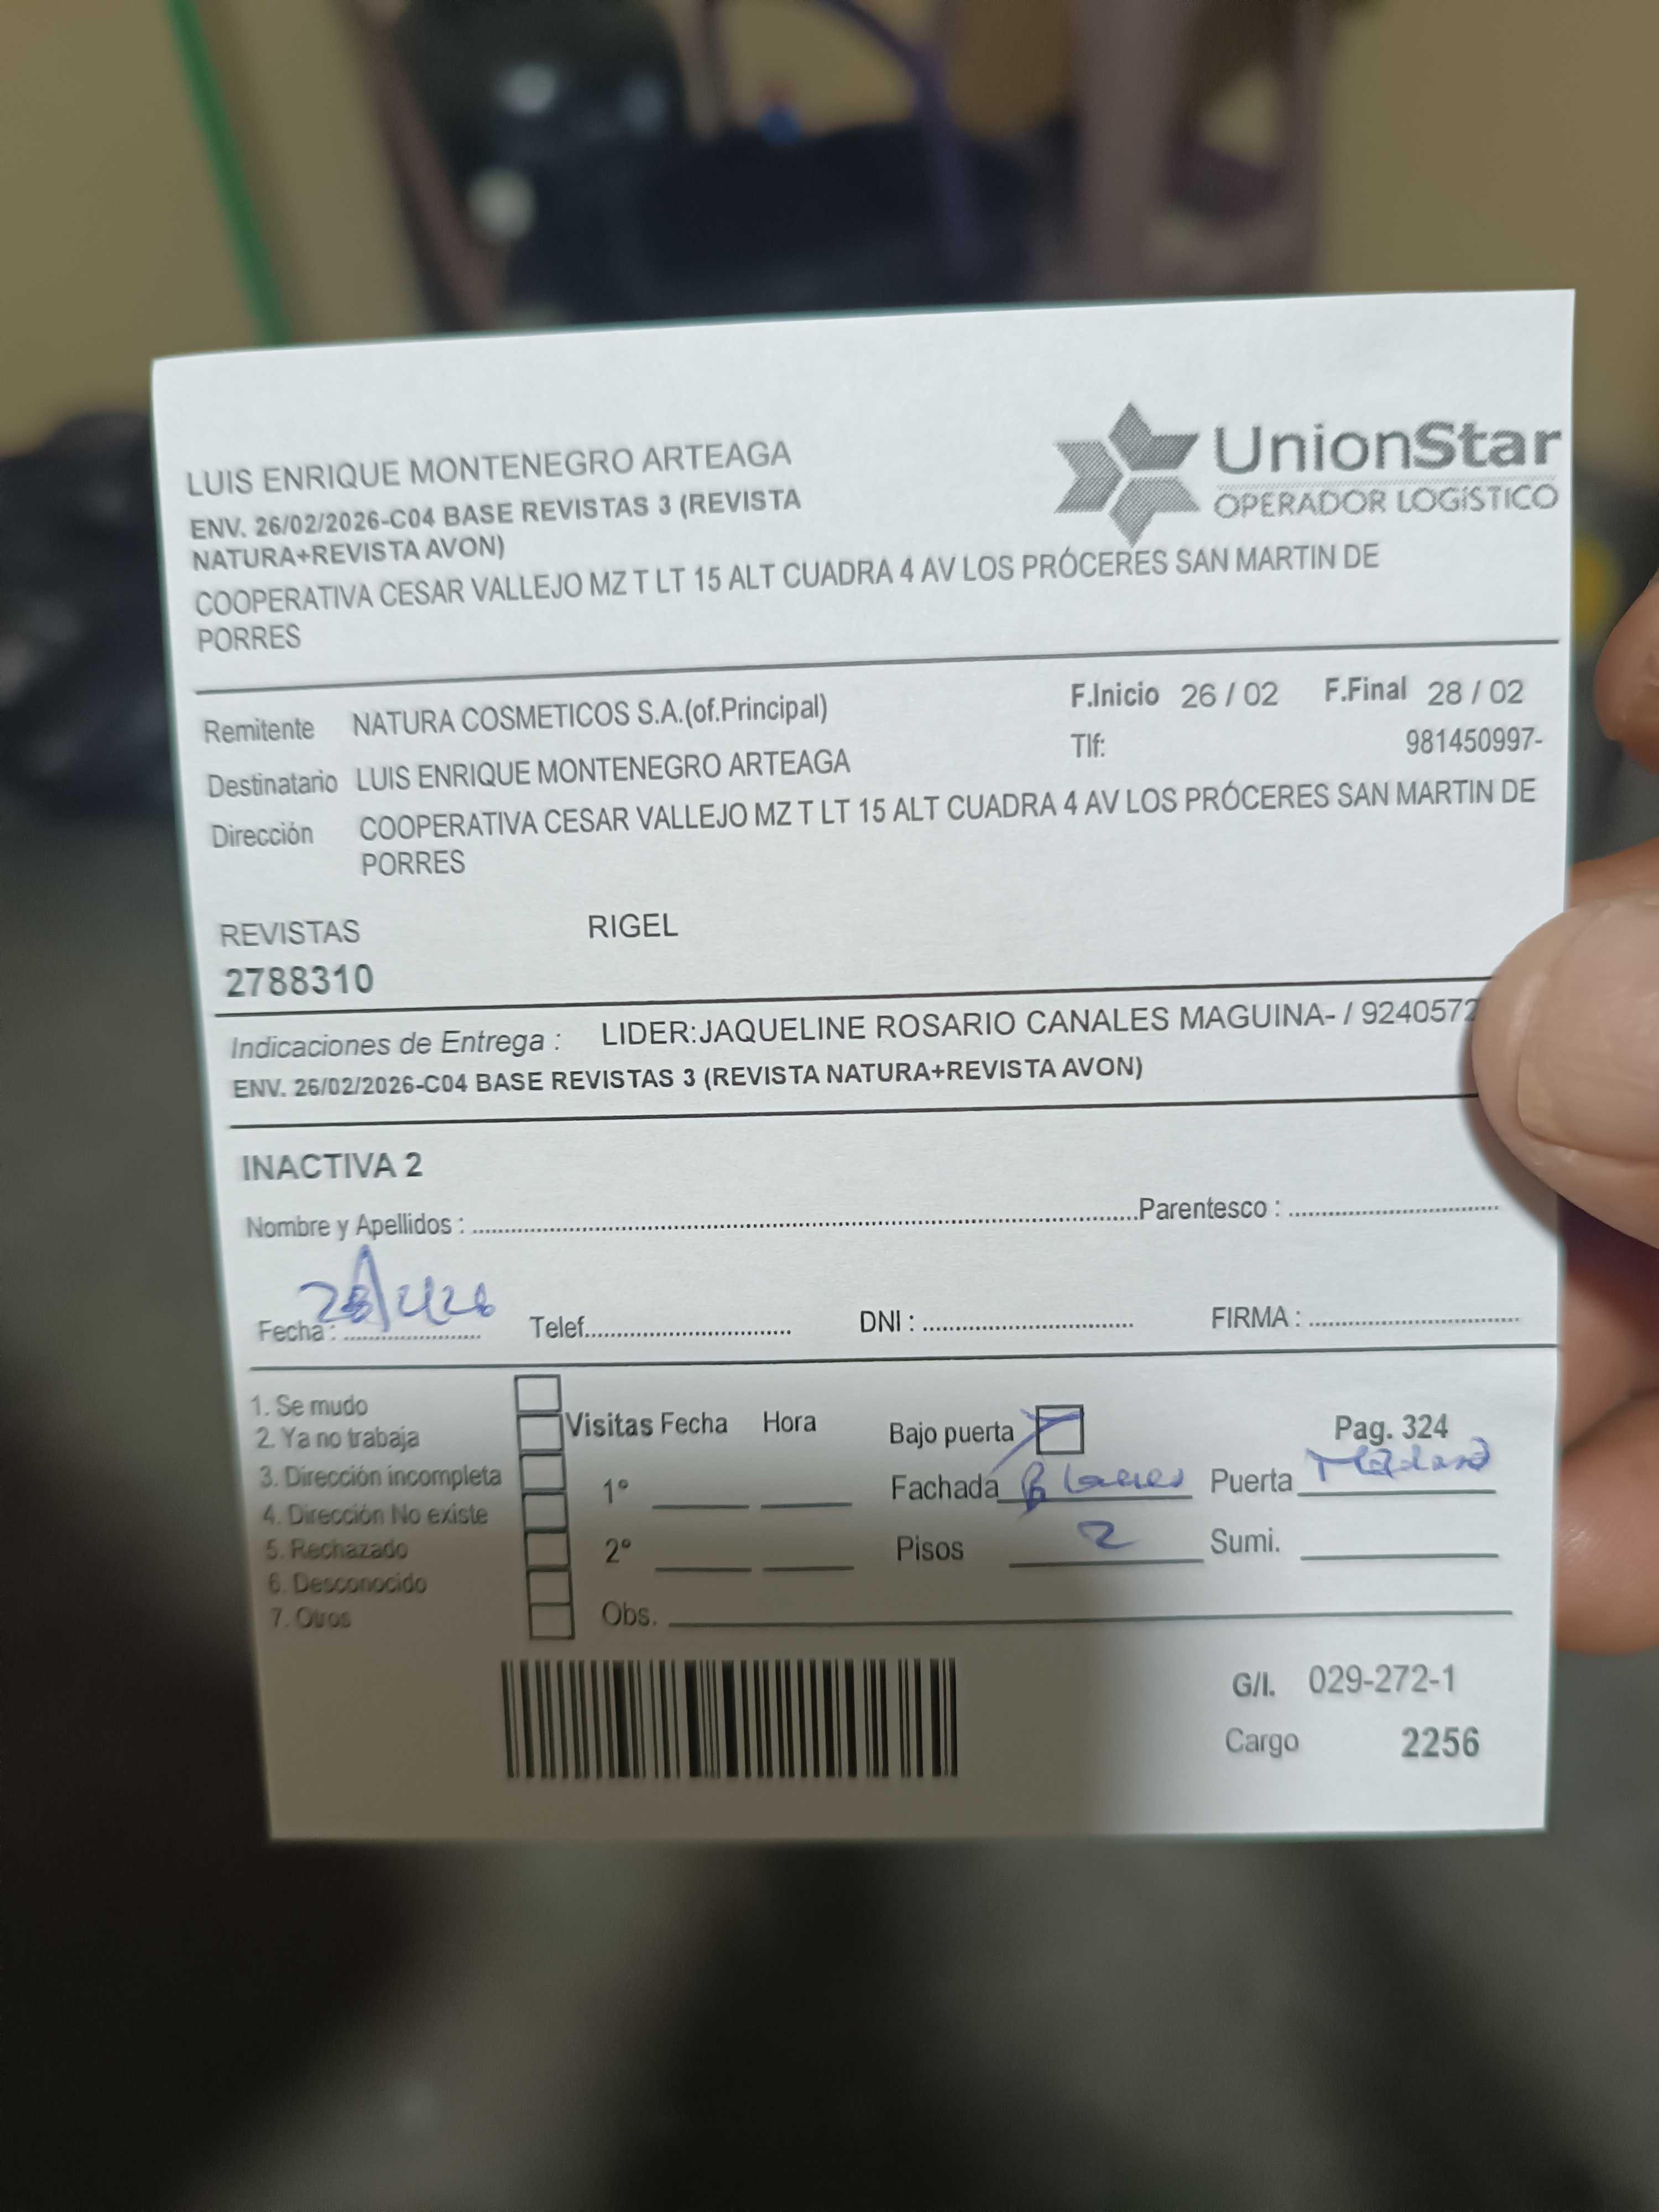 LUIS ENRIQUE MONTENEGRO ARTEAGA
UnionStar
OPERADOR LOGÍSTICO
ENV. 26/02/2026-C04 BASE REVISTAS 3 (REVISTA
NATURA+REVISTA AVON)
COOPERATIVA CESAR VALLEJO MZ T LT 15 ALT CUADRA 4 AV LOS PRÓCERES SAN MARTIN DE
PORRES
Remitente NATURA COSMETICOS S.A.(of.Principal) F.Inicio 26 / 02 F.Final 28 / 02
Destinatario LUIS ENRIQUE MONTENEGRO ARTEAGA Tlf: 981450997-
Dirección COOPERATIVA CESAR VALLEJO MZ T LT 15 ALT CUADRA 4 AV LOS PRÓCERES SAN MARTIN DE
PORRES
REVISTAS RIGEL
2788310
Indicaciones de Entrega : LIDER:JAQUELINE ROSARIO CANALES MAGUINA- / 9240572
ENV. 26/02/2026-C04 BASE REVISTAS 3 (REVISTA NATURA+REVISTA AVON)
INACTIVA 2
Nombre y Apellidos : Parentesco :
Fecha : Telef. DNI : FIRMA :
1. Se mudo
2. Ya no trabaja
3. Dirección incompleta
4. Dirección No existe
5. Rechazado
6. Desconocido
7. Otros
Visitas Fecha Hora
1°
2°
Obs.
Bajo puerta Pag. 324
Fachada Puerta
Pisos 2 Sumi.
G/I. 029-272-1
Cargo 2256